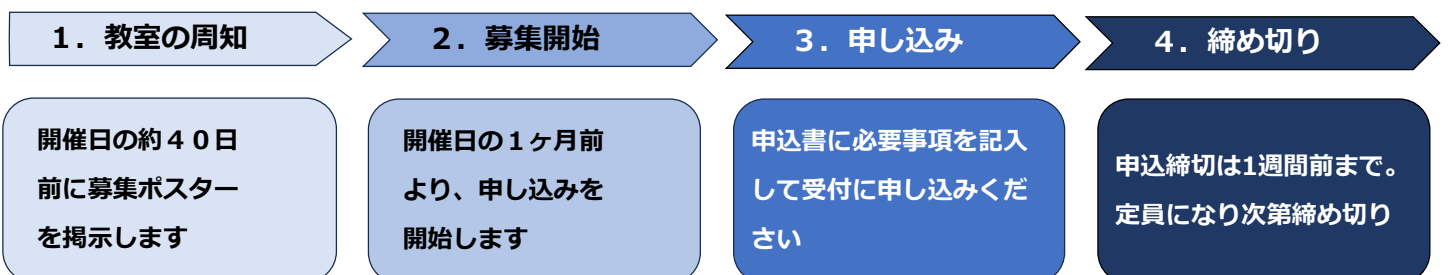 1．教室の周知
2．募集開始
3．申し込み
4．締め切り
開催日の約４０日
前に募集ポスター
を掲示します
開催日の１ヶ月前
より、申し込みを
開始します
申込書に必要事項を記入
して受付に申し込みくだ
さい
申込締切は1週間前まで。
定員になり次第締め切り